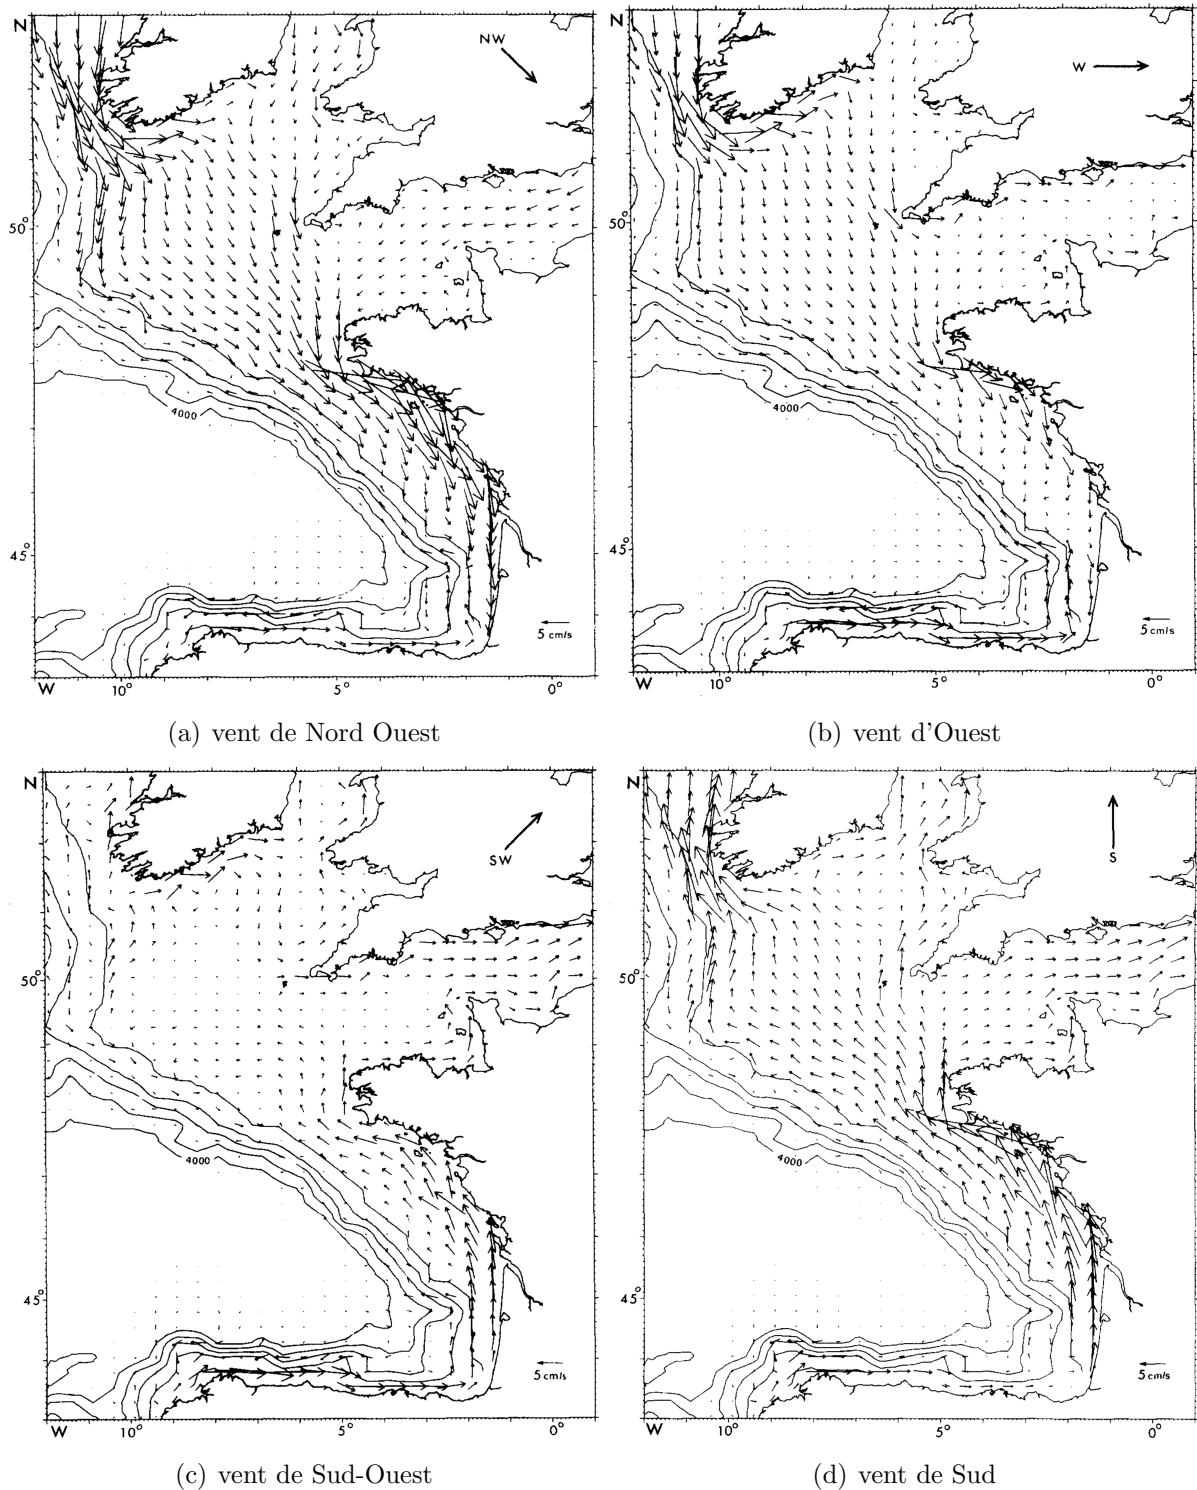 N
NW
50°
4000
45°
5 cm/s
W 10° 5° 0°
(a) vent de Nord Ouest
N
W
50°
4000
45°
5 cm/s
W 10° 5° 0°
(b) vent d'Ouest
N
SW
50°
4000
45°
5 cm/s
W 10° 5° 0°
(c) vent de Sud-Ouest
N
S
50°
4000
45°
5 cm/s
W 10° 5° 0°
(d) vent de Sud